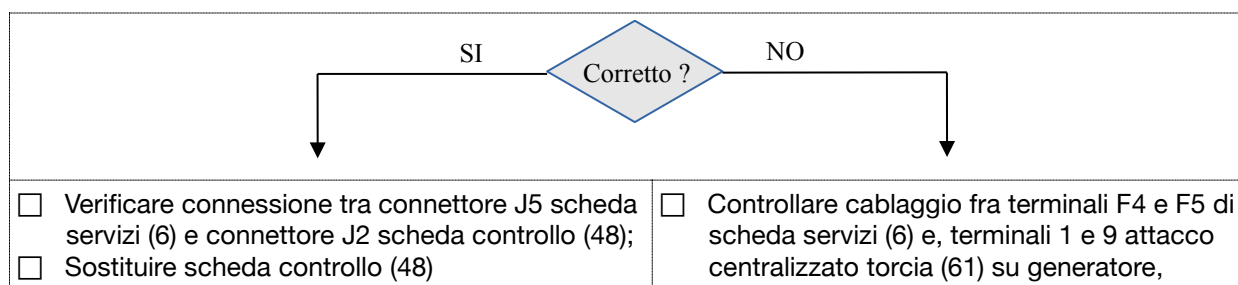 SI
Corretto ?
NO
☐ Verificare connessione tra connettore J5 scheda
servizi (6) e connettore J2 scheda controllo (48);
☐ Sostituire scheda controllo (48)
☐ Controllare cablaggio fra terminali F4 e F5 di
scheda servizi (6) e, terminali 1 e 9 attacco
centralizzato torcia (61) su generatore,